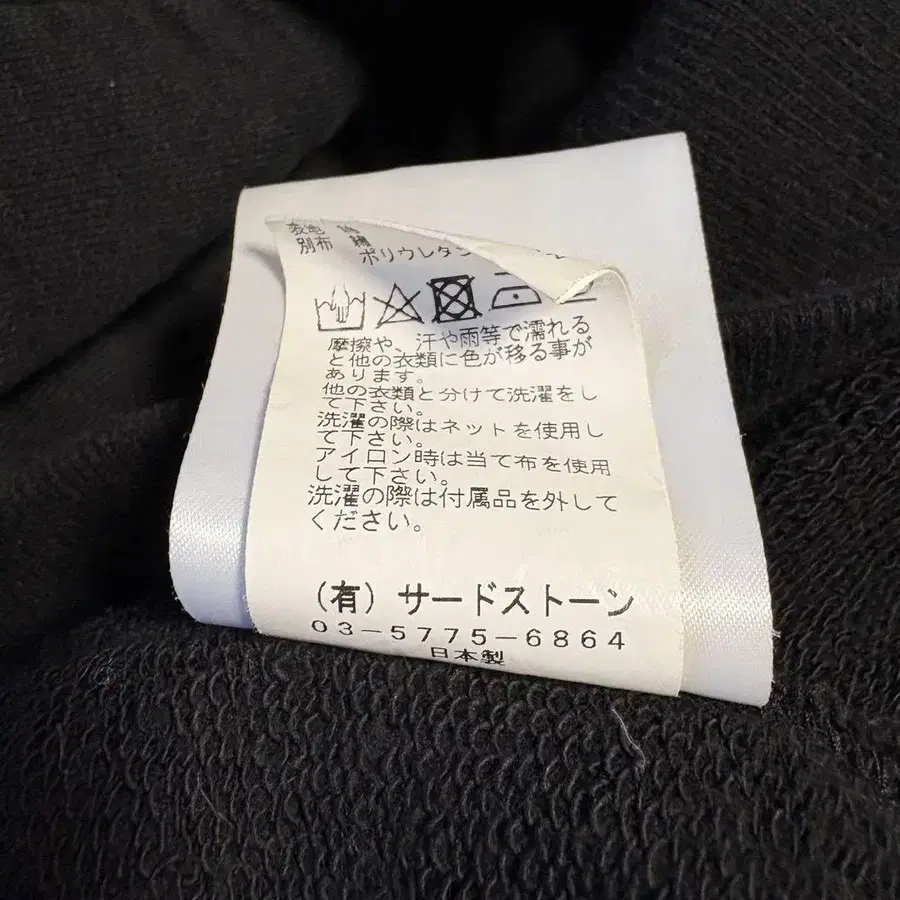 表地 綿
別布 綿
ポリウレタン
摩擦や、汗や雨等で濡れる
と他の衣類に色が移る事が
あります。
他の衣類と分けて洗濯をし
て下さい。
洗濯の際はネットを使用し
て下さい。
アイロン時は当て布を使用
して下さい。
洗濯の際は付属品を外して
ください。
(有)サードストーン
03-5775-6864
日本製